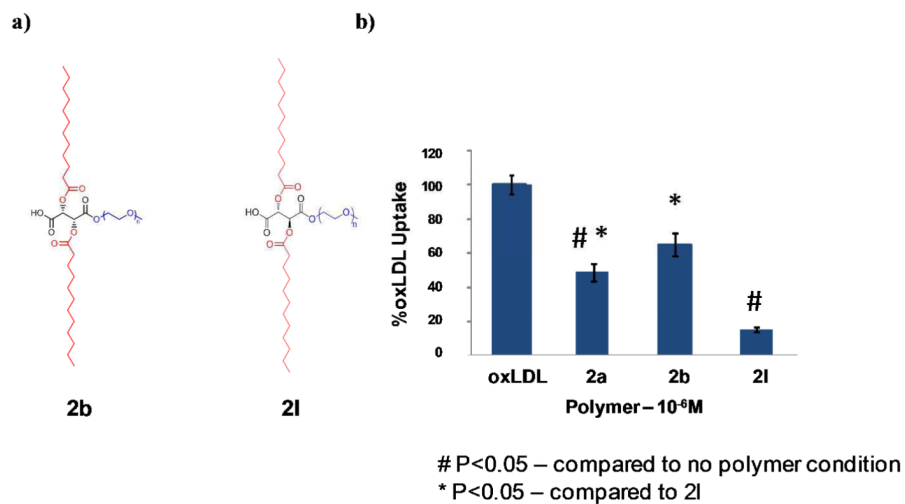 a)
b)
O
O
HO
O
O
O
O
n
O
O
2b
O
O
HO
O
O
O
O
n
O
O
2l
%oxLDL Uptake
120
100
80
60
40
20
0
# *
*
#
oxLDL 2a 2b 2l
Polymer – 10⁻⁶M
# P<0.05 – compared to no polymer condition
* P<0.05 – compared to 2l